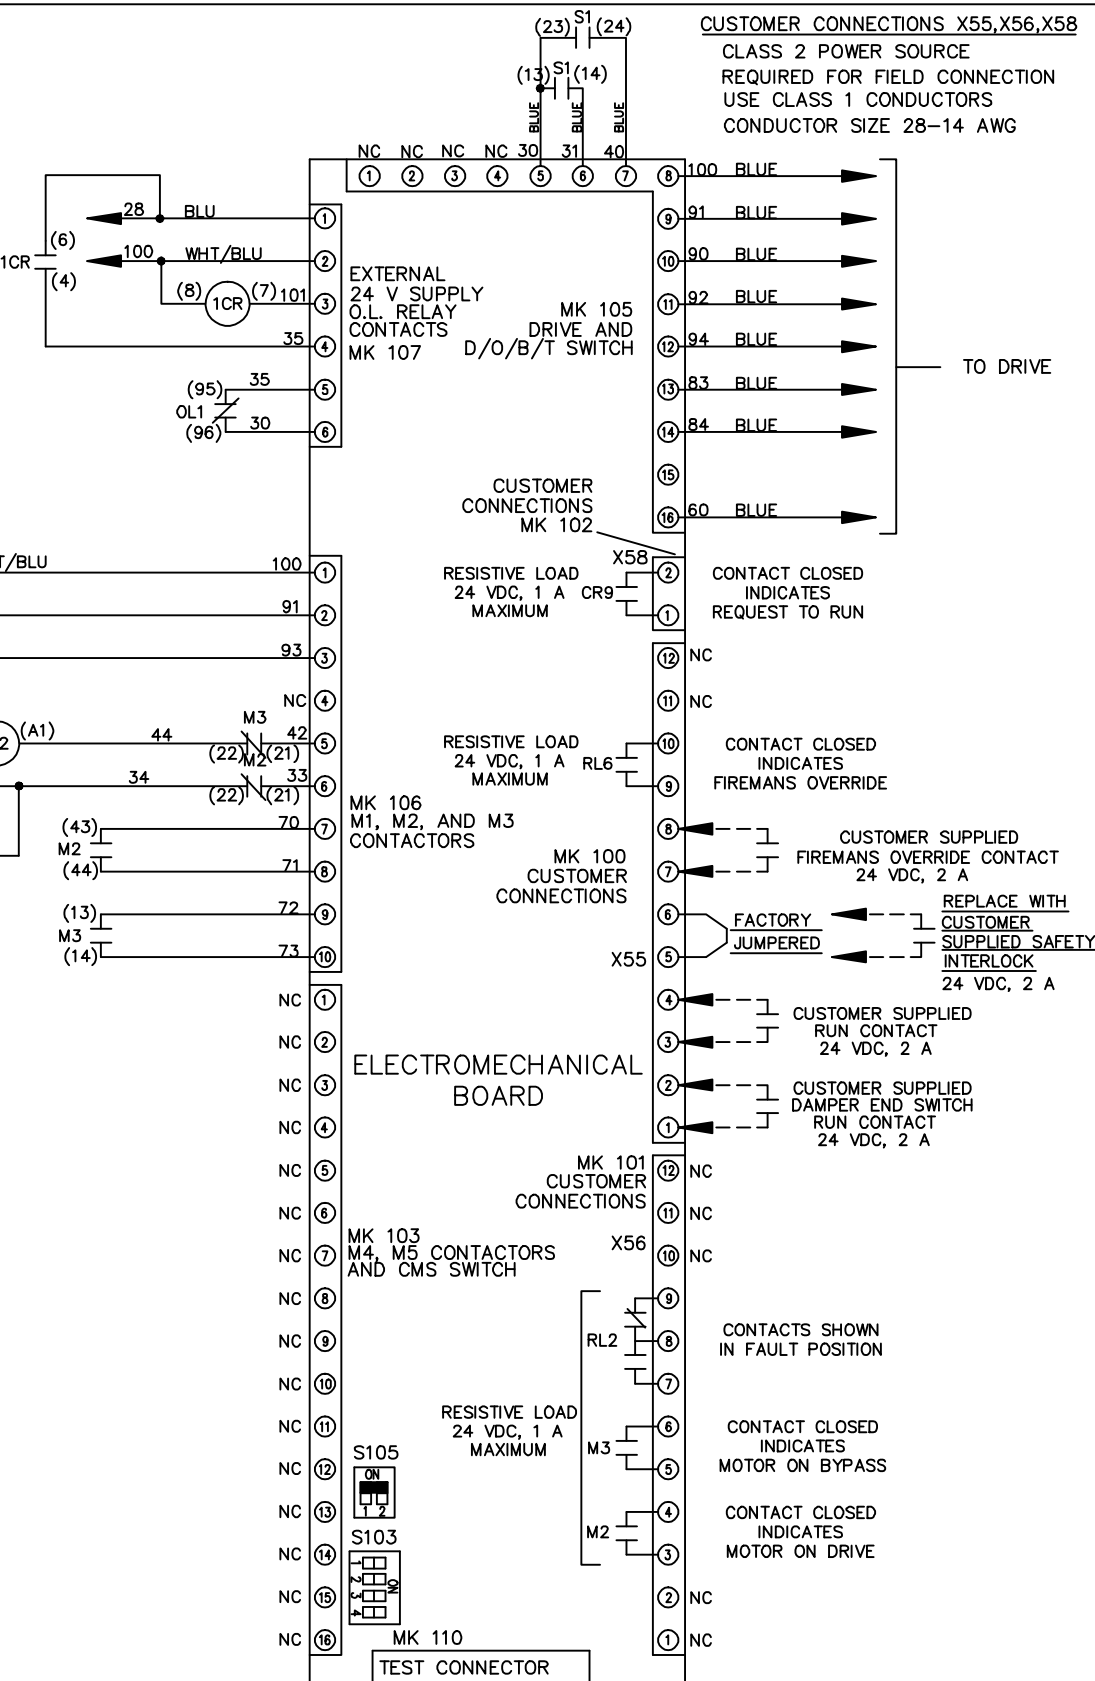 CUSTOMER CONNECTIONS X55,X56,X58
CLASS 2 POWER SOURCE
REQUIRED FOR FIELD CONNECTION
USE CLASS 1 CONDUCTORS
CONDUCTOR SIZE 28-14 AWG
(23) S1 (24)
(13) S1 (14)
BLUE BLUE BLUE
NC NC NC NC 30 31 40
1 2 3 4 5 6 7
8 100 BLUE
9 91 BLUE
10 90 BLUE
11 92 BLUE
12 94 BLUE
13 83 BLUE
14 84 BLUE
15
16 60 BLUE
TO DRIVE
MK 105
DRIVE AND
D/O/B/T SWITCH
28 BLU 1
100 WHT/BLU 2
(8) 1CR (7) 101 3
35 4
1CR (6)
(4)
(95) 35 5
OL1
(96) 30 6
EXTERNAL
24 V SUPPLY
O.L. RELAY
CONTACTS
MK 107
CUSTOMER
CONNECTIONS
MK 102
X58
RESISTIVE LOAD
24 VDC, 1 A CR9
MAXIMUM
2
1
CONTACT CLOSED
INDICATES
REQUEST TO RUN
T/BLU 100 1
91 2
93 3
NC 4
2 (A1) 44 (22) M3 (21) 42 5
34 (22) M2 (21) 33 6
(43) 70 7
M2
(44) 71 8
(13) 72 9
M3
(14) 73 10
MK 106
M1, M2, AND M3
CONTACTORS
12 NC
11 NC
10
9
RESISTIVE LOAD
24 VDC, 1 A RL6
MAXIMUM
CONTACT CLOSED
INDICATES
FIREMANS OVERRIDE
8
7
CUSTOMER SUPPLIED
FIREMANS OVERRIDE CONTACT
24 VDC, 2 A
MK 100
CUSTOMER
CONNECTIONS
X55
6
5
FACTORY
JUMPERED
REPLACE WITH
CUSTOMER
SUPPLIED SAFETY
INTERLOCK
24 VDC, 2 A
4
3
CUSTOMER SUPPLIED
RUN CONTACT
24 VDC, 2 A
2
1
CUSTOMER SUPPLIED
DAMPER END SWITCH
RUN CONTACT
24 VDC, 2 A
ELECTROMECHANICAL
BOARD
NC 1
NC 2
NC 3
NC 4
NC 5
NC 6
NC 7
NC 8
NC 9
NC 10
NC 11
NC 12
NC 13
NC 14
NC 15
NC 16
MK 103
M4, M5 CONTACTORS
AND CMS SWITCH
MK 101
CUSTOMER
CONNECTIONS
X56
12 NC
11 NC
10 NC
9
RL2 8
7
CONTACTS SHOWN
IN FAULT POSITION
RESISTIVE LOAD
24 VDC, 1 A
MAXIMUM
6
M3
5
CONTACT CLOSED
INDICATES
MOTOR ON BYPASS
4
M2
3
CONTACT CLOSED
INDICATES
MOTOR ON DRIVE
2 NC
1 NC
S105
ON
1 2
S103
1
2
3
4
ON
MK 110
TEST CONNECTOR